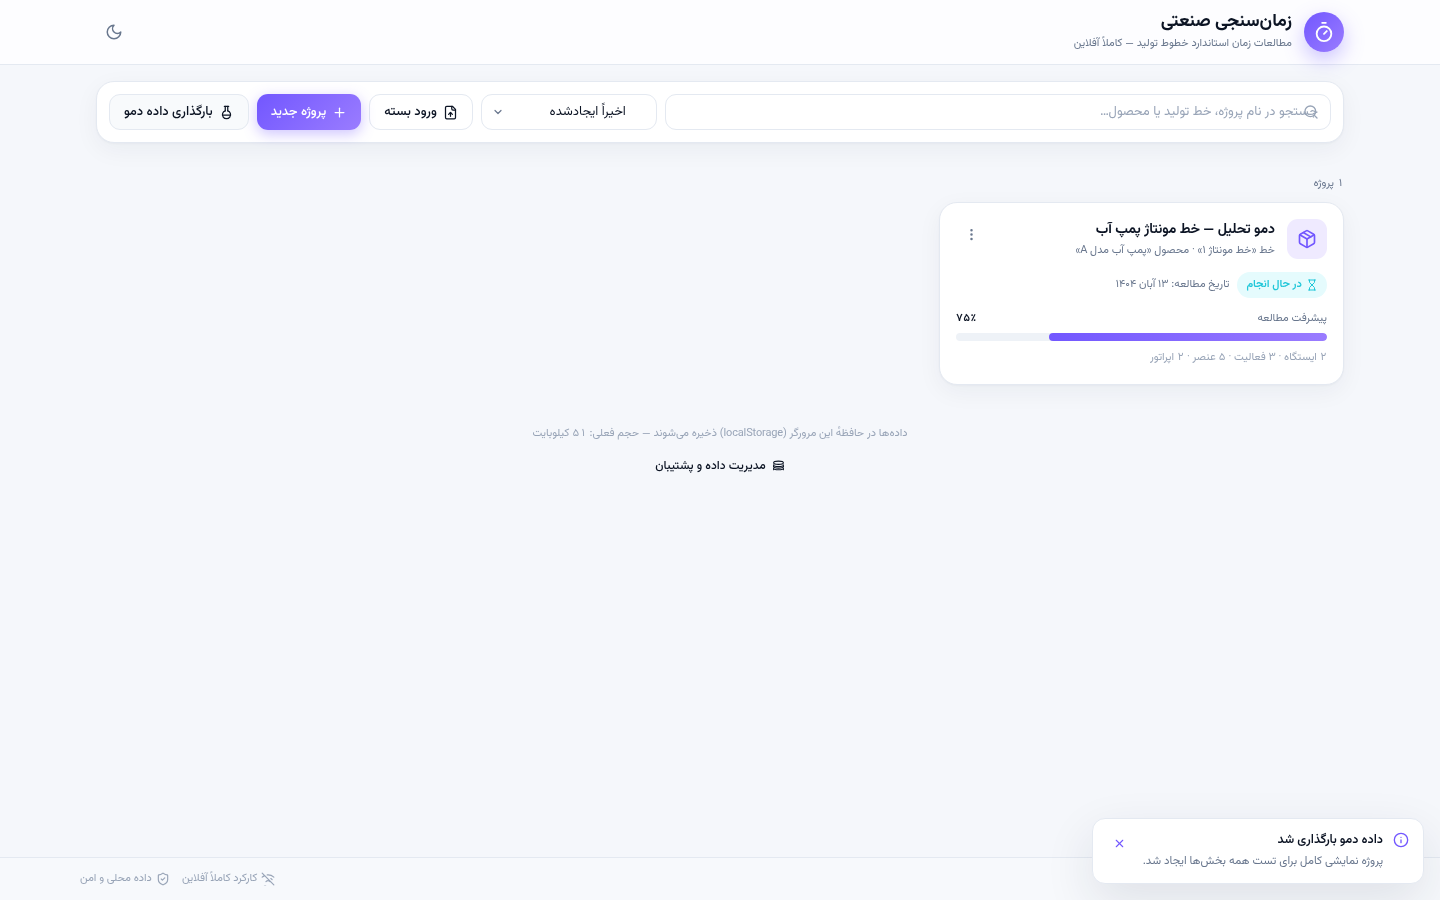 زمان‌سنجی صنعتی
مطالعات زمان استاندارد خطوط تولید — کاملاً آفلاین
جستجو در نام پروژه، خط تولید یا محصول...
اخیراً ایجادشده
ورود بسته
پروژه جدید
بارگذاری داده دمو
۱ پروژه
دمو تحلیل — خط مونتاژ پمپ آب
خط «خط مونتاژ ۱» · محصول «پمپ آب مدل A»
در حال انجام
تاریخ مطالعه: ۱۳ آبان ۱۴۰۴
پیشرفت مطالعه
۷۵٪
۲ ایستگاه · ۳ فعالیت · ۵ عنصر · ۲ اپراتور
داده‌ها در حافظهٔ این مرورگر (localStorage) ذخیره می‌شوند — حجم فعلی: ۵۱ کیلوبایت
مدیریت داده و پشتیبان
داده دمو بارگذاری شد
پروژه نمایشی کامل برای تست همه بخش‌ها ایجاد شد.
کارکرد کاملاً آفلاین
داده محلی و امن